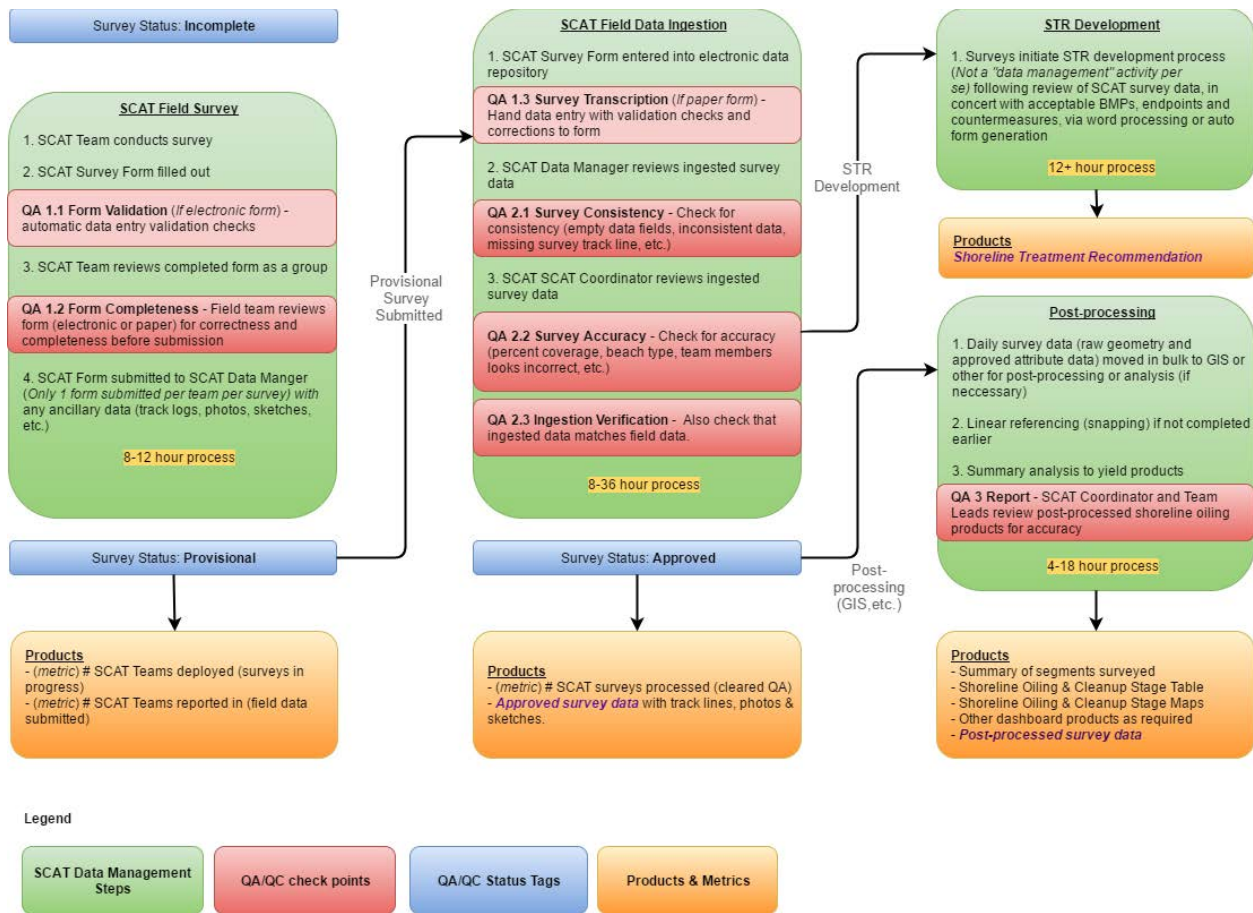 Survey Status: Incomplete
SCAT Field Survey
1. SCAT Team conducts survey
2. SCAT Survey Form filled out
QA 1.1 Form Validation (If electronic form) -
automatic data entry validation checks
3. SCAT Team reviews completed form as a group
QA 1.2 Form Completeness - Field team reviews
form (electronic or paper) for correctness and
completeness before submission
4. SCAT Form submitted to SCAT Data Manger
(Only 1 form submitted per team per survey) with
any ancillary data (track logs, photos, sketches,
etc.)
8-12 hour process
Survey Status: Provisional
Products
- (metric) # SCAT Teams deployed (surveys in
progress)
- (metric) # SCAT Teams reported in (field data
submitted)
Provisional
Survey
Submitted
SCAT Field Data Ingestion
1. SCAT Survey Form entered into electronic data
repository
QA 1.3 Survey Transcription (If paper form) -
Hand data entry with validation checks and
corrections to form
2. SCAT Data Manager reviews ingested survey
data
QA 2.1 Survey Consistency - Check for
consistency (empty data fields, inconsistent data,
missing survey track line, etc.)
3. SCAT SCAT Coordinator reviews ingested
survey data
QA 2.2 Survey Accuracy - Check for accuracy
(percent coverage, beach type, team members
looks incorrect, etc.)
QA 2.3 Ingestion Verification - Also check that
ingested data matches field data.
8-36 hour process
Survey Status: Approved
Products
- (metric) # SCAT surveys processed (cleared QA)
- Approved survey data with track lines, photos &
sketches.
STR
Development
Post-
processing
(GIS,etc.)
STR Development
1. Surveys initiate STR development process
(Not a "data management" activity per
se) following review of SCAT survey data, in
concert with acceptable BMPs, endpoints and
countermeasures, via word processing or auto
form generation
12+ hour process
Products
Shoreline Treatment Recommendation
Post-processing
1. Daily survey data (raw geometry and
approved attribute data) moved in bulk to GIS or
other for post-processing or analysis (if
neccessary)
2. Linear referencing (snapping) if not completed
earlier
3. Summary analysis to yield products
QA 3 Report - SCAT Coordinator and Team
Leads review post-processed shoreline oiling
products for accuracy
4-18 hour process
Products
- Summary of segments surveyed
- Shoreline Oiling & Cleanup Stage Table
- Shoreline Oiling & Cleanup Stage Maps
- Other dashboard products as required
- Post-processed survey data
Legend
SCAT Data Management
Steps
QA/QC check points
QA/QC Status Tags
Products & Metrics